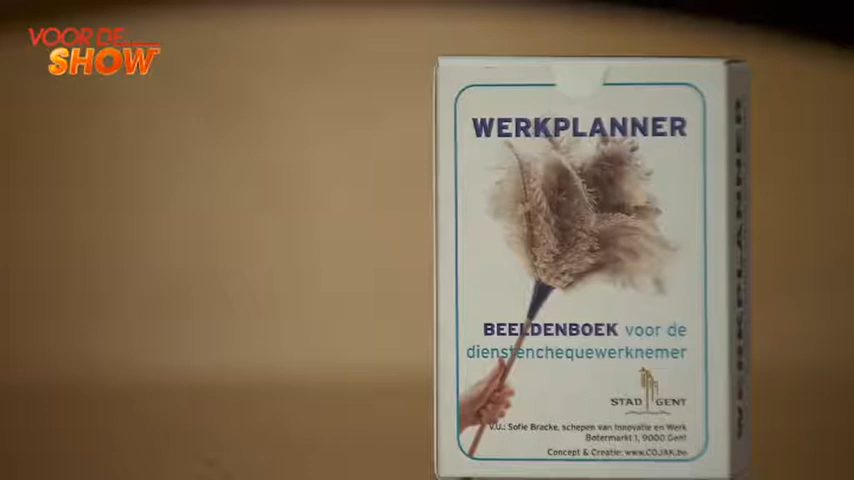 VOOR DE...
SHOW
WERKPLANNER
BEELDENBOEK voor de
dienstenchequewerknemer
STAD GENT
V.U.: Sofie Bracke, schepen van Innovatie en Werk
Botermarkt 1, 9000 Gent
Concept & Creatie: www.COJAK.be
WERKPLANNER